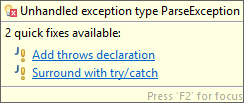 Unhandled exception type ParseException
2 quick fixes available:
Add throws declaration
Surround with try/catch
Press 'F2' for focus